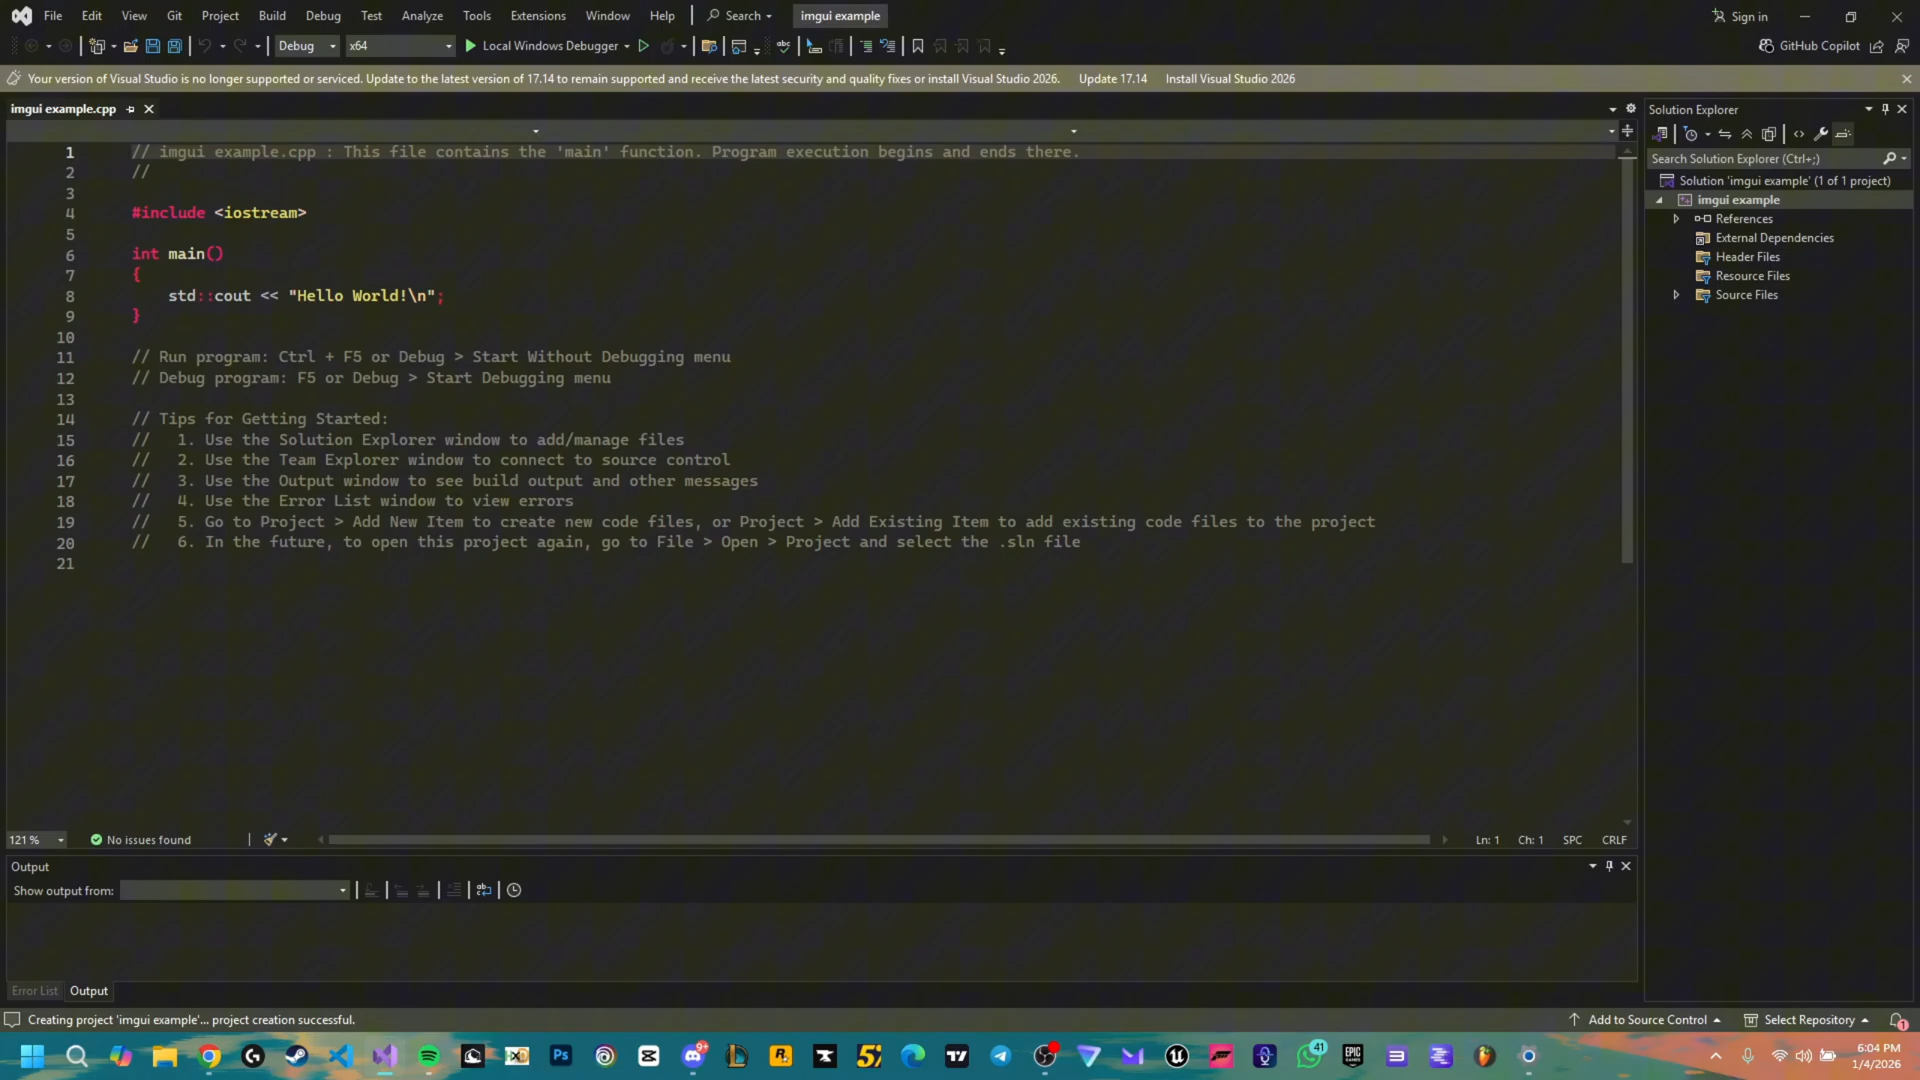 File Edit View Git Project Build Debug Test Analyze Tools Extensions Window Help Search imgui example Sign in
Debug x64 Local Windows Debugger GitHub Copilot
Your version of Visual Studio is no longer supported or serviced. Update to the latest version of 17.14 to remain supported and receive the latest security and quality fixes or install Visual Studio 2026. Update 17.14 Install Visual Studio 2026
imgui example.cpp
1 // imgui example.cpp : This file contains the 'main' function. Program execution begins and ends there.
2 //
3
4 #include <iostream>
5
6 int main()
7 {
8 std::cout << "Hello World!\n";
9 }
10
11 // Run program: Ctrl + F5 or Debug > Start Without Debugging menu
12 // Debug program: F5 or Debug > Start Debugging menu
13
14 // Tips for Getting Started:
15 // 1. Use the Solution Explorer window to add/manage files
16 // 2. Use the Team Explorer window to connect to source control
17 // 3. Use the Output window to see build output and other messages
18 // 4. Use the Error List window to view errors
19 // 5. Go to Project > Add New Item to create new code files, or Project > Add Existing Item to add existing code files to the project
20 // 6. In the future, to open this project again, go to File > Open > Project and select the .sln file
21
121 % No issues found Ln: 1 Ch: 1 SPC CRLF
Output
Show output from:
Error List Output
Solution Explorer
Search Solution Explorer (Ctrl+;)
Solution 'imgui example' (1 of 1 project)
imgui example
References
External Dependencies
Header Files
Resource Files
Source Files
Creating project 'imgui example'... project creation successful. Add to Source Control Select Repository 1
Ps 9+ 41 EPIC GAMES
6:04 PM
1/4/2026